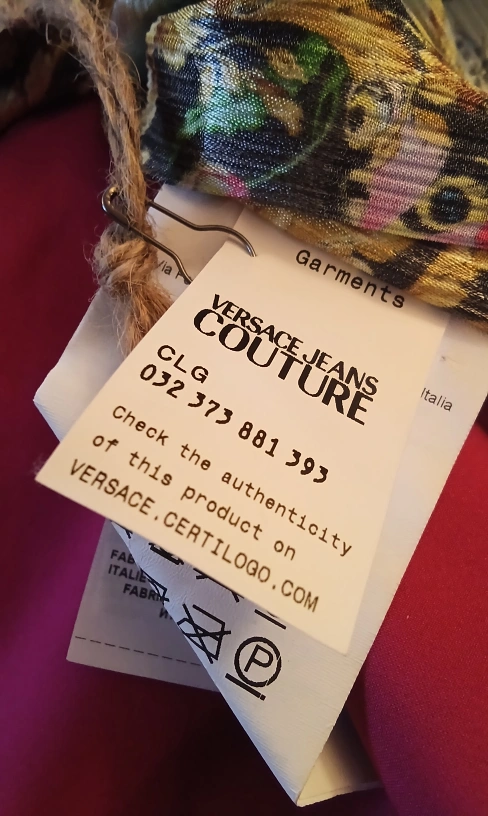 Garments
VERSACE JEANS
COUTURE
CLG
032 373 881 393
Check the authenticity
of this product on
VERSACE.CERTILOGO.COM
Via
Italia
P